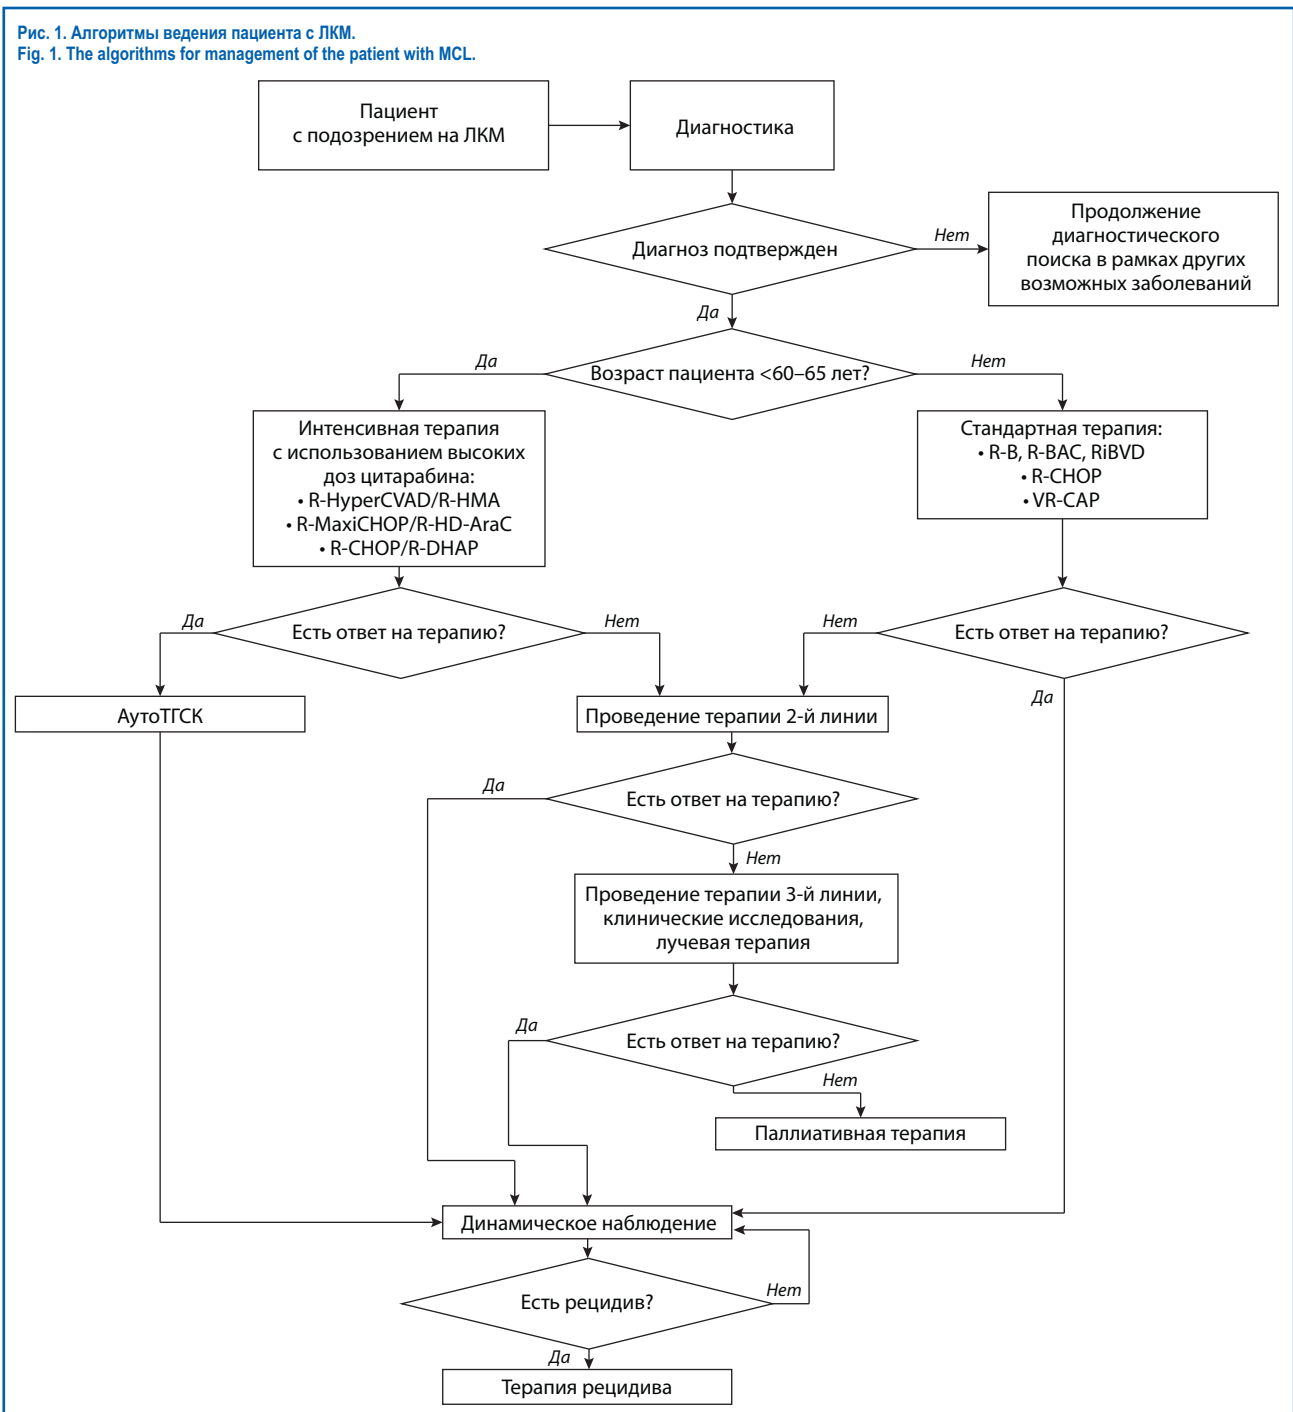 Рис. 1. Алгоритмы ведения пациента с ЛКМ.
Fig. 1. The algorithms for management of the patient with MCL.
Пациент
с подозрением на ЛКМ
Диагностика
Диагноз подтвержден
Нет
Продолжение
диагностического
поиска в рамках других
возможных заболеваний
Да
Возраст пациента <60–65 лет?
Да
Нет
Интенсивная терапия
с использованием высоких
доз цитарабина:
• R-HyperCVAD/R-HMA
• R-MaxiCHOP/R-HD-AraC
• R-CHOP/R-DHAP
Стандартная терапия:
• R-B, R-BAC, RiBVD
• R-CHOP
• VR-CAP
Да
Есть ответ на терапию?
Нет
Нет
Есть ответ на терапию?
Да
АутоТГСК
Проведение терапии 2-й линии
Да
Есть ответ на терапию?
Нет
Проведение терапии 3-й линии,
клинические исследования,
лучевая терапия
Да
Есть ответ на терапию?
Нет
Паллиативная терапия
Динамическое наблюдение
Есть рецидив?
Нет
Да
Терапия рецидива